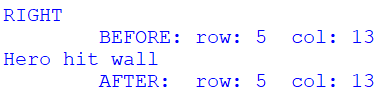 RIGHT
        BEFORE: row: 5  col: 13
Hero hit wall
        AFTER:  row: 5  col: 13